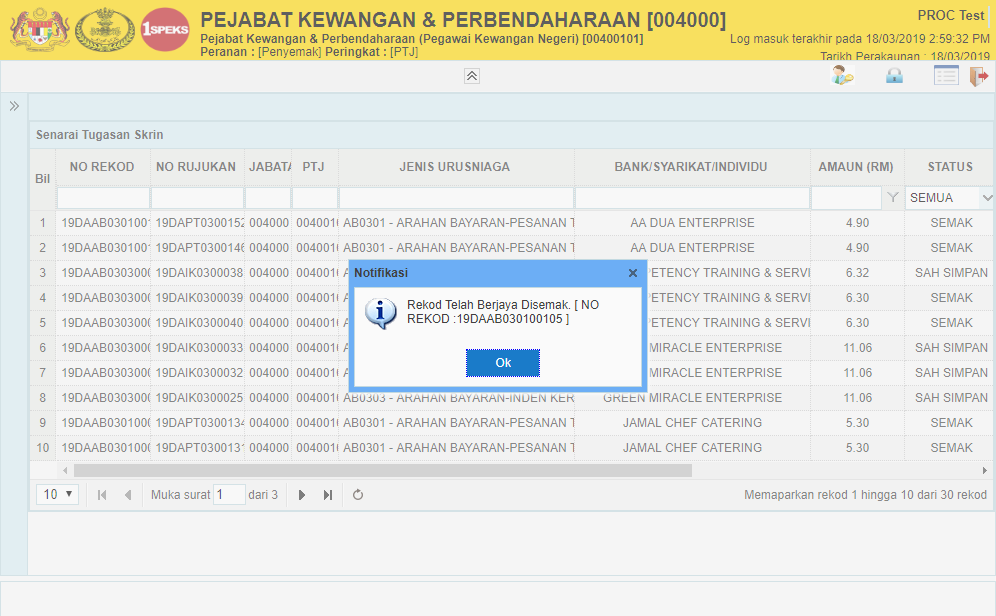 1SPEKS
PEJABAT KEWANGAN & PERBENDAHARAAN [004000]
Pejabat Kewangan & Perbendaharaan (Pegawai Kewangan Negeri) [00400101]
Peranan : [Penyemak] Peringkat : [PTJ]
PROC Test
Log masuk terakhir pada 18/03/2019 2:59:32 PM
Tarikh Perakaunan : 18/03/2019
Senarai Tugasan Skrin
Bil NO REKOD NO RUJUKAN JABATA PTJ JENIS URUSNIAGA BANK/SYARIKAT/INDIVIDU AMAUN (RM) STATUS
SEMUA
1 19DAAB030100 19DAPT0300152 004000 004001 AB0301 - ARAHAN BAYARAN-PESANAN T AA DUA ENTERPRISE 4.90 SEMAK
2 19DAAB030100 19DAPT0300146 004000 004001 AB0301 - ARAHAN BAYARAN-PESANAN T AA DUA ENTERPRISE 4.90 SEMAK
3 19DAAB030300 19DAIK0300038 004000 004001 PETENCY TRAINING & SERVI 6.32 SAH SIMPAN
4 19DAAB030300 19DAIK0300039 004000 004001 PETENCY TRAINING & SERVI 6.30 SEMAK
5 19DAAB030300 19DAIK0300040 004000 004001 PETENCY TRAINING & SERVI 6.30 SEMAK
6 19DAAB030300 19DAIK0300033 004000 004001 MIRACLE ENTERPRISE 11.06 SAH SIMPAN
7 19DAAB030300 19DAIK0300032 004000 004001 MIRACLE ENTERPRISE 11.06 SAH SIMPAN
8 19DAAB030300 19DAIK0300025 004000 004001 AB0303 - ARAHAN BAYARAN-INDEN KER GREEN MIRACLE ENTERPRISE 11.06 SAH SIMPAN
9 19DAAB030100 19DAPT0300134 004000 004001 AB0301 - ARAHAN BAYARAN-PESANAN T JAMAL CHEF CATERING 5.30 SEMAK
10 19DAAB030100 19DAPT0300131 004000 004001 AB0301 - ARAHAN BAYARAN-PESANAN T JAMAL CHEF CATERING 5.30 SEMAK
Notifikasi
Rekod Telah Berjaya Disemak. [ NO
REKOD :19DAAB030100105 ]
Ok
10 Muka surat 1 dari 3 Memaparkan rekod 1 hingga 10 dari 30 rekod